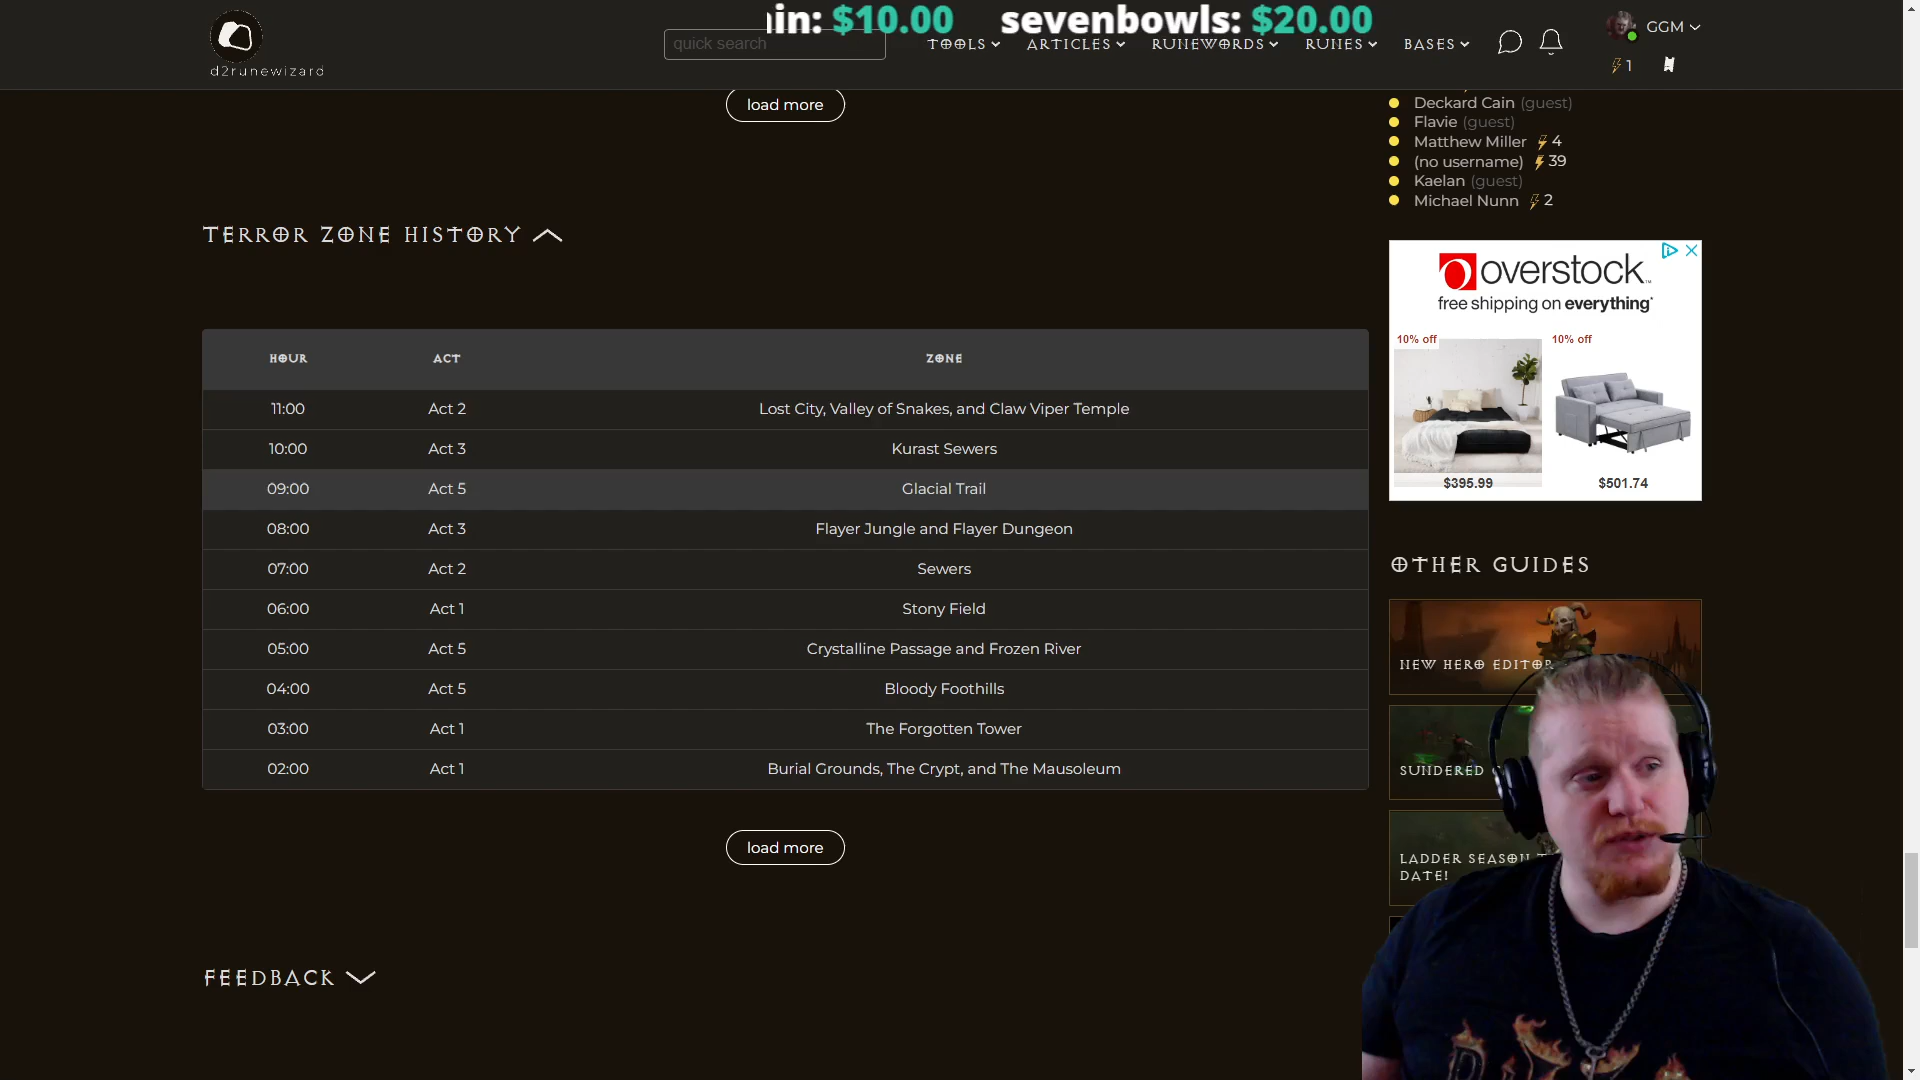 in: $10.00 sevenbowls: $20.00
d2runewizard
quick search
TOOLS
ARTICLES
RUNEWORDS
RUNES
BASES
GGM
1
load more
Deckard Cain (guest)
Flavie (guest)
Matthew Miller 4
(no username) 39
Kaelan (guest)
Michael Nunn 2
TERROR ZONE HISTORY
HOUR ACT ZONE
11:00 Act 2 Lost City, Valley of Snakes, and Claw Viper Temple
10:00 Act 3 Kurast Sewers
09:00 Act 5 Glacial Trail
08:00 Act 3 Flayer Jungle and Flayer Dungeon
07:00 Act 2 Sewers
06:00 Act 1 Stony Field
05:00 Act 5 Crystalline Passage and Frozen River
04:00 Act 5 Bloody Foothills
03:00 Act 1 The Forgotten Tower
02:00 Act 1 Burial Grounds, The Crypt, and The Mausoleum
load more
FEEDBACK
overstock™
free shipping on everything*
10% off 10% off
$395.99 $501.74
OTHER GUIDES
NEW HERO EDITOR
SUNDERED
LADDER SEASON
DATE!